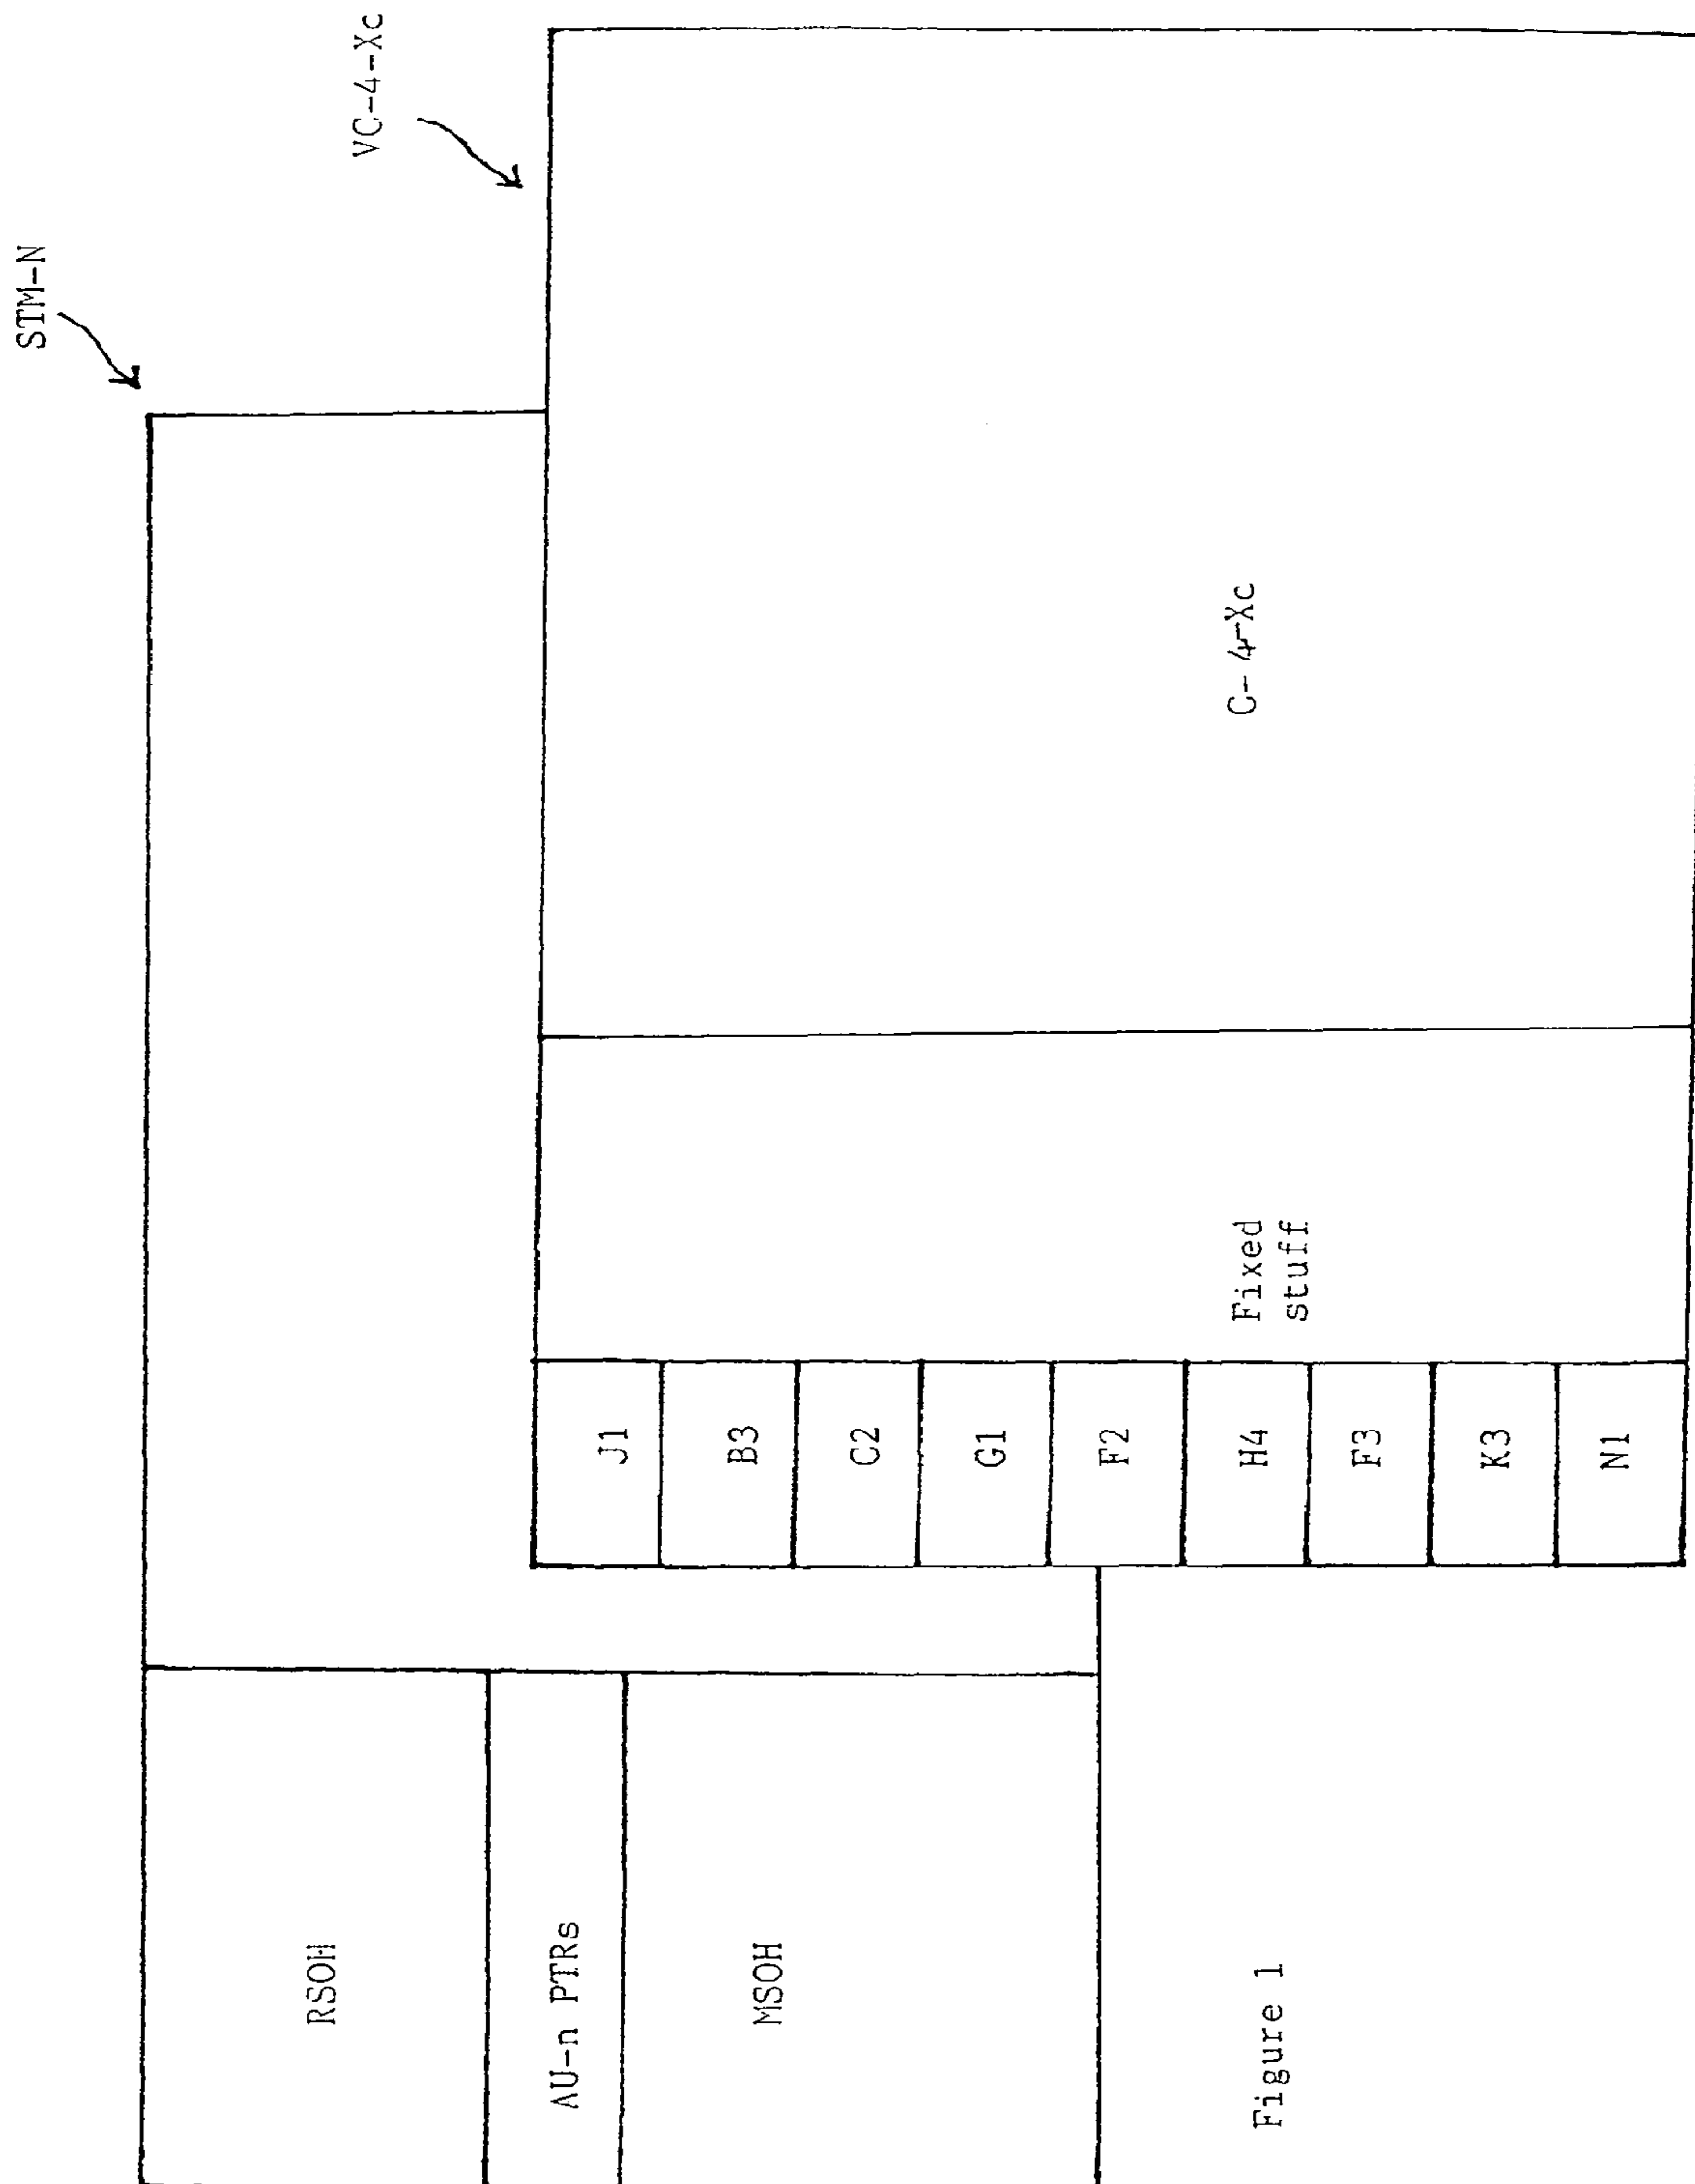 STM-N
VC-4-Xc
RSOH
AU-n PTRs
MSOH
J1
B3
C2
G1
F2
H4
F3
K3
N1
Fixed
stuff
C-4-Xc
Figure 1